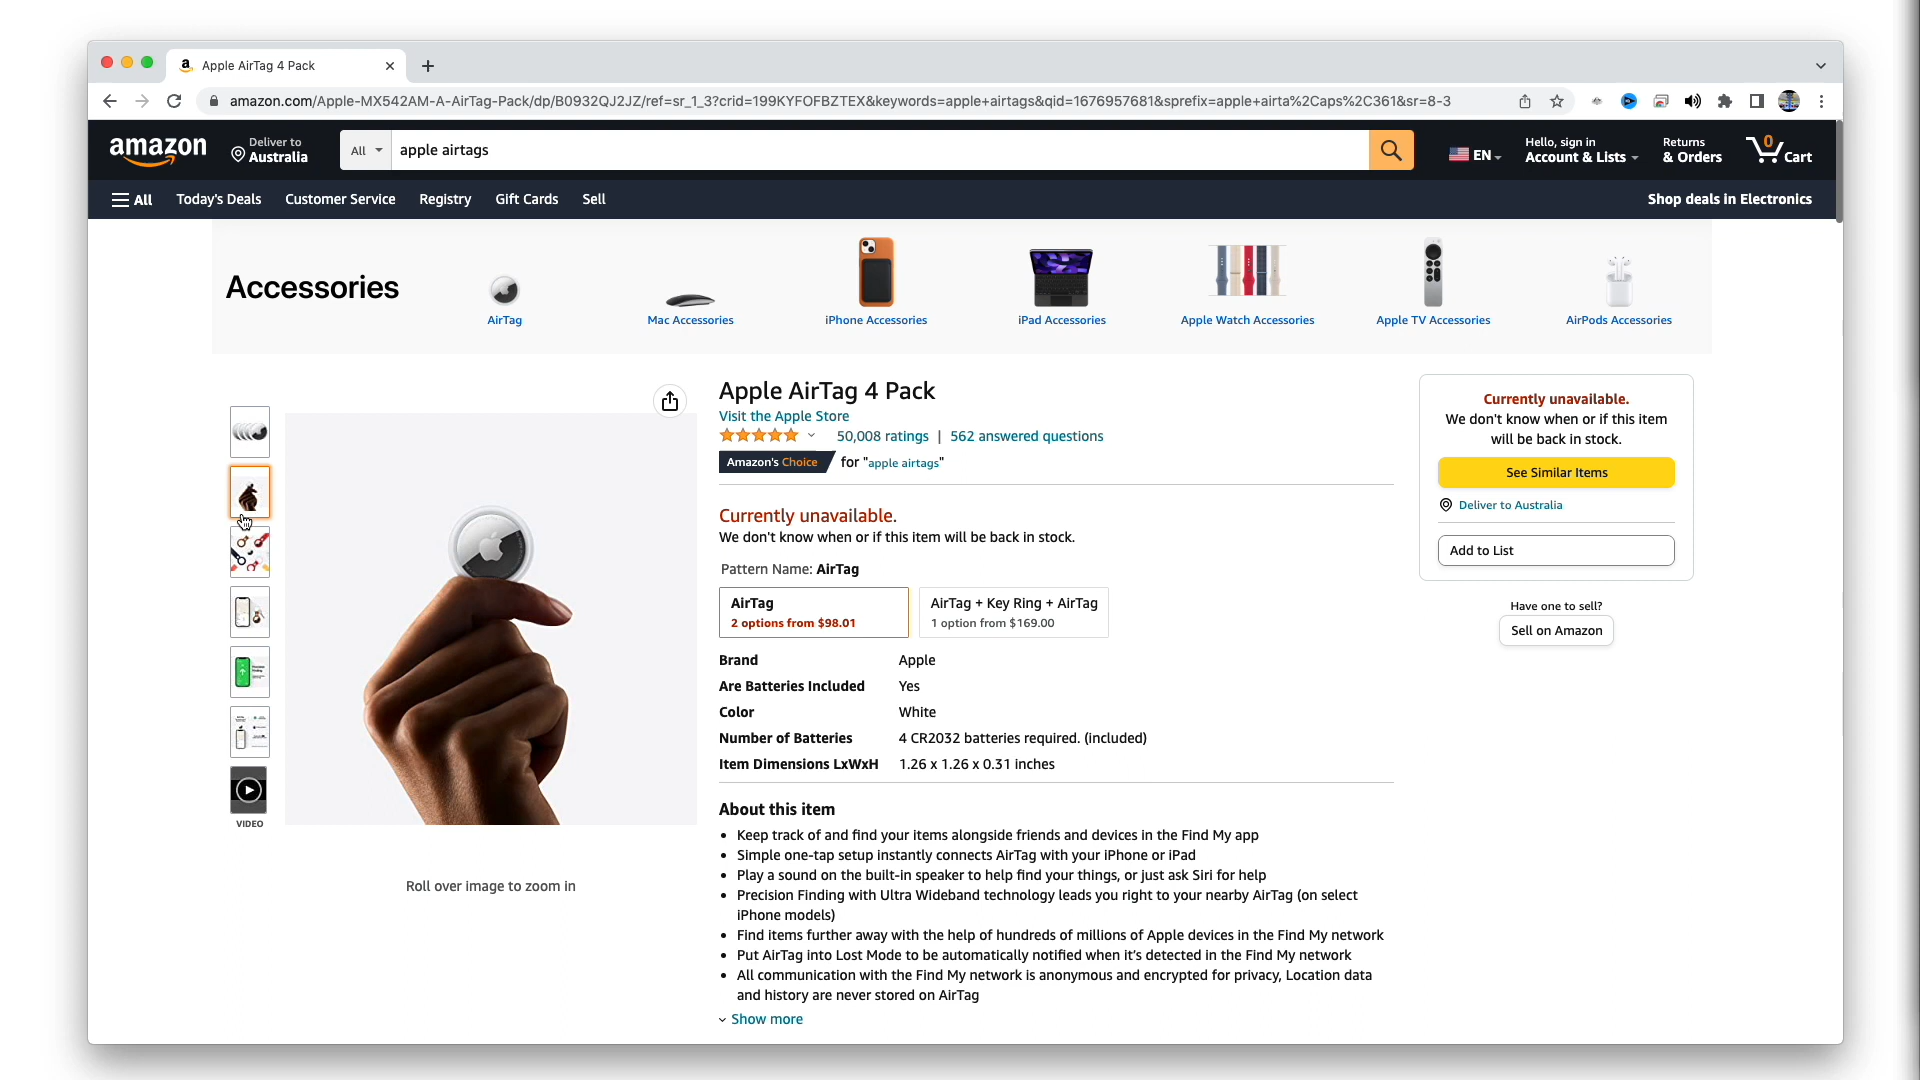 Apple AirTag 4 Pack
amazon.com/Apple-MX542AM-A-AirTag-Pack/dp/B0932QJ2JZ/ref=sr_1_3?crid=199KYFOFBZTEX&keywords=apple+airtags&qid=1676957681&sprefix=apple+airta%2Caps%2C361&sr=8-3
amazon
Deliver to
Australia
All
apple airtags
EN
Hello, sign in
Account & Lists
Returns
& Orders
0
Cart
All
Today's Deals
Customer Service
Registry
Gift Cards
Sell
Shop deals in Electronics
Accessories
AirTag
Mac Accessories
iPhone Accessories
iPad Accessories
Apple Watch Accessories
Apple TV Accessories
AirPods Accessories
VIDEO
Roll over image to zoom in
Apple AirTag 4 Pack
Visit the Apple Store
50,008 ratings | 562 answered questions
Amazon's Choice for "apple airtags"
Currently unavailable.
We don't know when or if this item will be back in stock.
Pattern Name: AirTag
AirTag
2 options from $98.01
AirTag + Key Ring + AirTag
1 option from $169.00
Brand Apple
Are Batteries Included Yes
Color White
Number of Batteries 4 CR2032 batteries required. (included)
Item Dimensions LxWxH 1.26 x 1.26 x 0.31 inches
About this item
Keep track of and find your items alongside friends and devices in the Find My app
Simple one-tap setup instantly connects AirTag with your iPhone or iPad
Play a sound on the built-in speaker to help find your things, or just ask Siri for help
Precision Finding with Ultra Wideband technology leads you right to your nearby AirTag (on select
iPhone models)
Find items further away with the help of hundreds of millions of Apple devices in the Find My network
Put AirTag into Lost Mode to be automatically notified when it's detected in the Find My network
All communication with the Find My network is anonymous and encrypted for privacy, Location data
and history are never stored on AirTag
Show more
Currently unavailable.
We don't know when or if this item
will be back in stock.
See Similar Items
Deliver to Australia
Add to List
Have one to sell?
Sell on Amazon